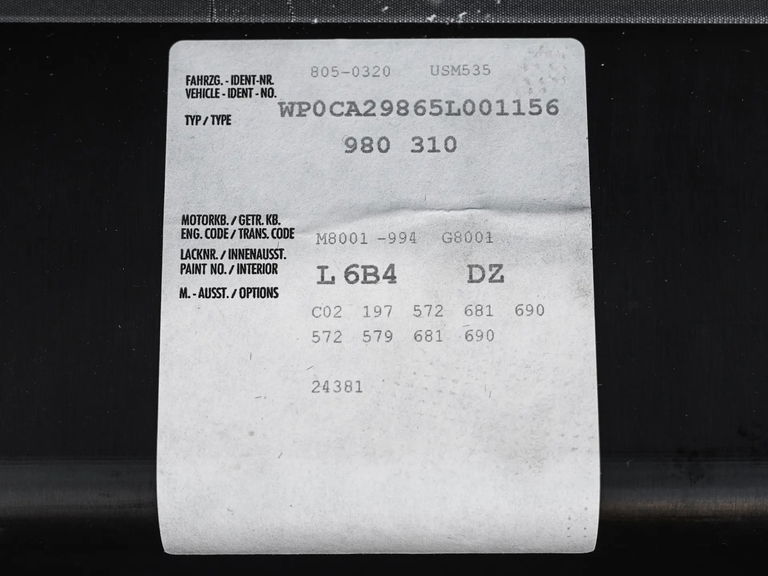 805-0320 USM535
FAHRZG. - IDENT-NR.
VEHICLE - IDENT - NO.
WP0CA29865L001156
TYP / TYPE
980 310
MOTORKB. / GETR. KB.
ENG. CODE / TRANS. CODE
M8001 -994 G8001
LACKNR. / INNENAUSST.
PAINT NO. / INTERIOR
L 6B4 DZ
M. - AUSST. / OPTIONS
C02 197 572 681 690
572 579 681 690
24381